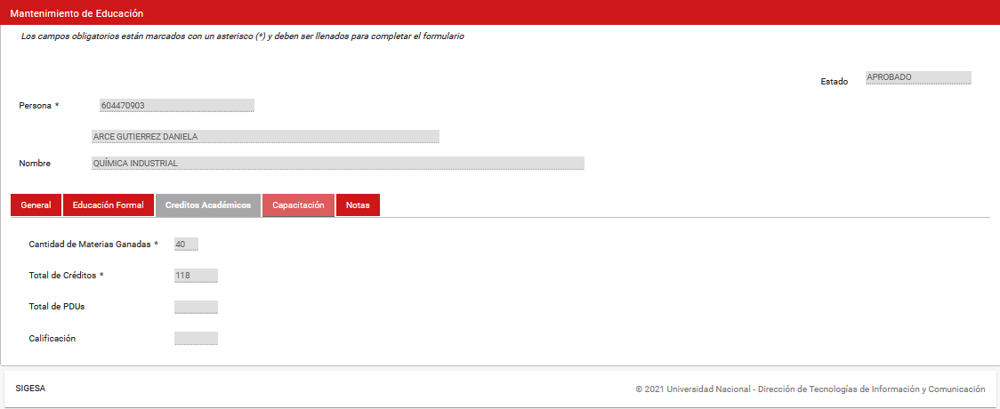 Mantenimiento de Educación
Los campos obligatorios están marcados con un asterisco (*) y deben ser llenados para completar el formulario
Estado APROBADO
Persona * 604470903
ARCE GUTIERREZ DANIELA
Nombre QUÍMICA INDUSTRIAL
General Educación Formal Creditos Académicos Capacitación Notas
Cantidad de Materias Ganadas * 40
Total de Créditos * 118
Total de PDUs
Calificación
SIGESA © 2021 Universidad Nacional - Dirección de Tecnologías de Información y Comunicación